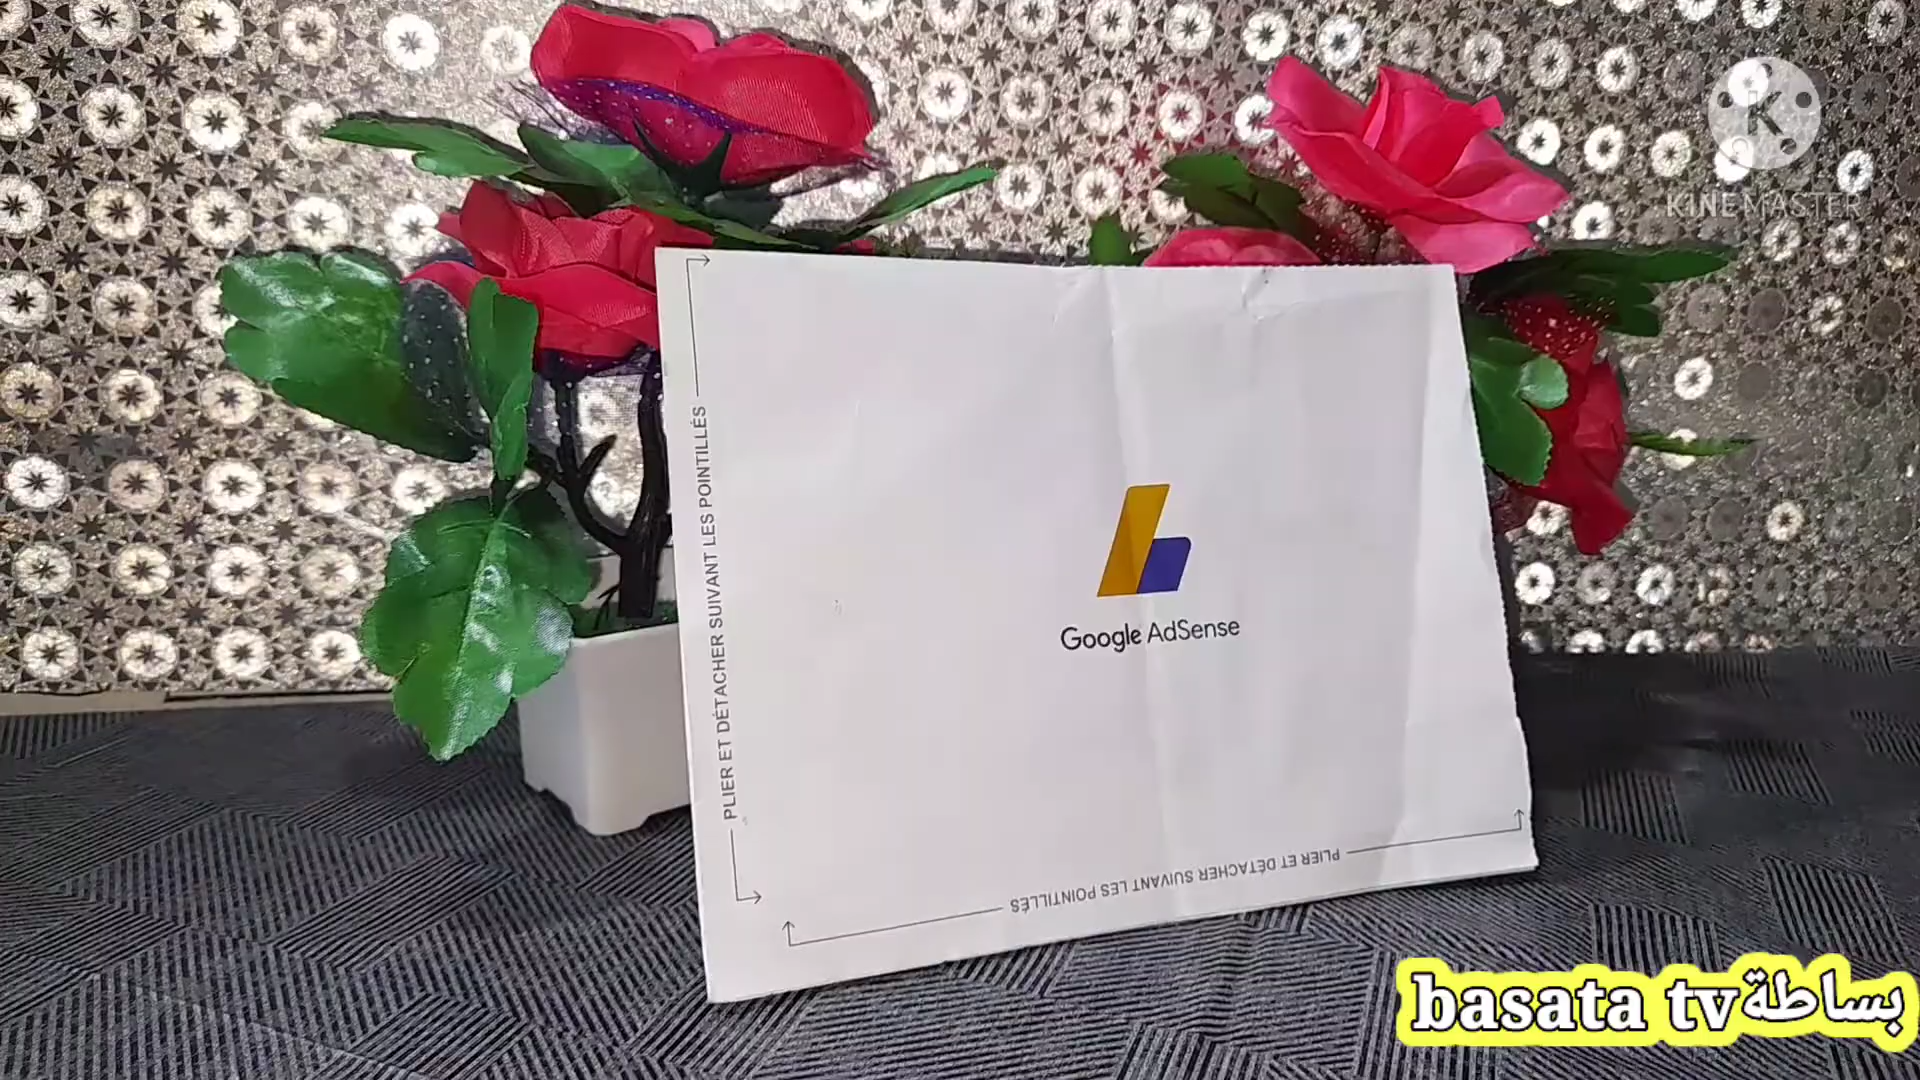 K
KINEMASTER
PLIER ET DÉTACHER SUIVANT LES POINTILLÉS
Google AdSense
PLIER ET DÉTACHER SUIVANT LES POINTILLÉS
basata tv بساطة